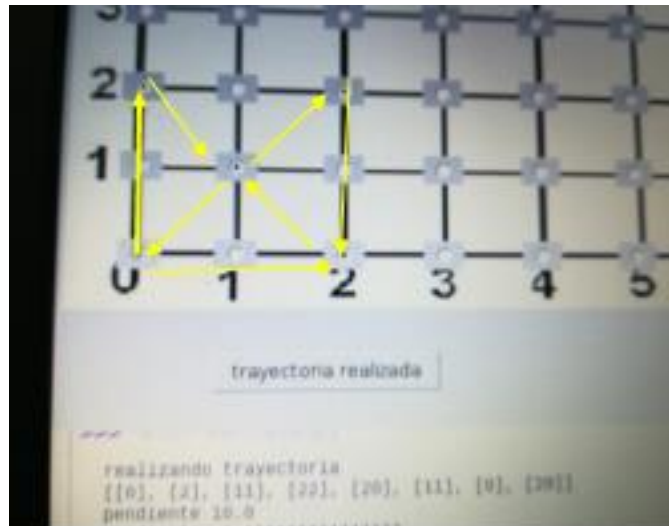 3
2
1
0 1 2 3 4 5
trayectoria realizada
realizando trayectoria
[[0], [2], [11], [22], [20], [11], [0], [20]]
pendiente 10.0